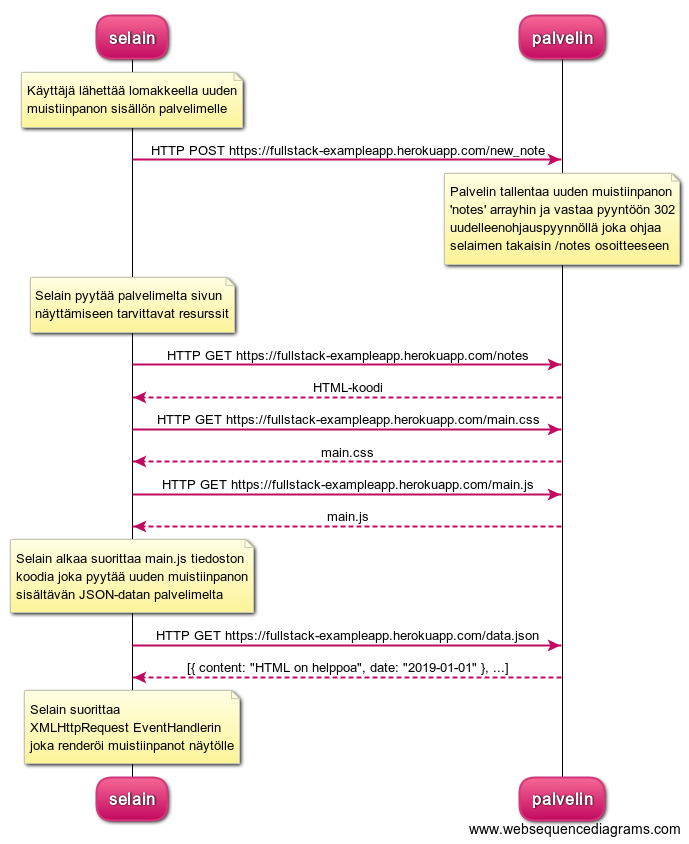 selain
palvelin
Käyttäjä lähettää lomakkeella uuden
muistiinpanon sisällön palvelimelle
HTTP POST https://fullstack-exampleapp.herokuapp.com/new_note
Palvelin tallentaa uuden muistiinpanon
'notes' arrayhin ja vastaa pyyntöön 302
uudelleenohjauspyynnöllä joka ohjaa
selaimen takaisin /notes osoitteeseen
Selain pyytää palvelimelta sivun
näyttämiseen tarvittavat resurssit
HTTP GET https://fullstack-exampleapp.herokuapp.com/notes
HTML-koodi
HTTP GET https://fullstack-exampleapp.herokuapp.com/main.css
main.css
HTTP GET https://fullstack-exampleapp.herokuapp.com/main.js
main.js
Selain alkaa suorittaa main.js tiedoston
koodia joka pyytää uuden muistiinpanon
sisältävän JSON-datan palvelimelta
HTTP GET https://fullstack-exampleapp.herokuapp.com/data.json
[{ content: "HTML on helppoa", date: "2019-01-01" }, ...]
Selain suorittaa
XMLHttpRequest EventHandlerin
joka renderöi muistiinpanot näytölle
selain
palvelin
www.websequencediagrams.com